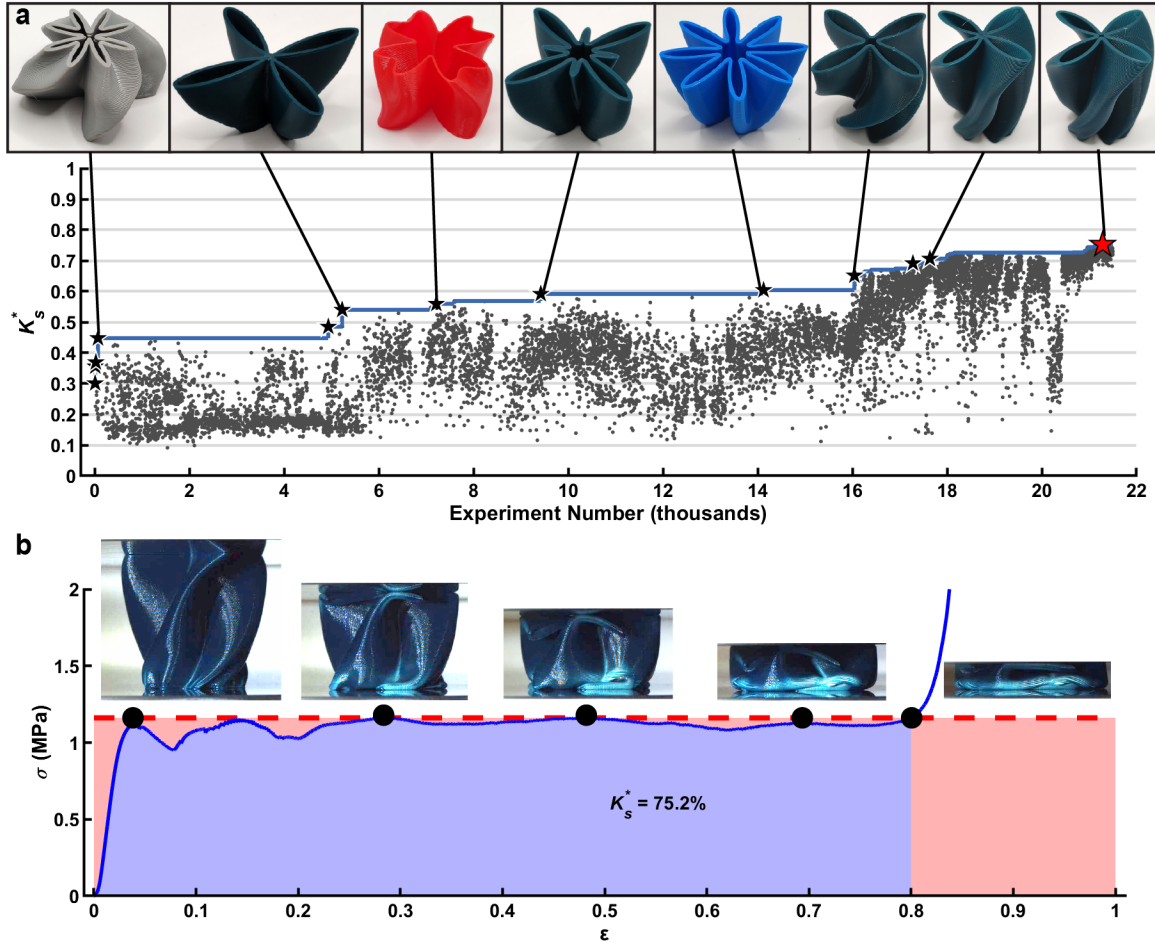 a
1
0.9
0.8
0.7
0.6
0.5
0.4
0.3
0.2
0.1
0
K*s
0 2 4 6 8 10 12 14 16 18 20 22
Experiment Number (thousands)
b
2
1.5
1
0.5
0
σ (MPa)
K*s = 75.2%
0 0.1 0.2 0.3 0.4 0.5 0.6 0.7 0.8 0.9 1
ε